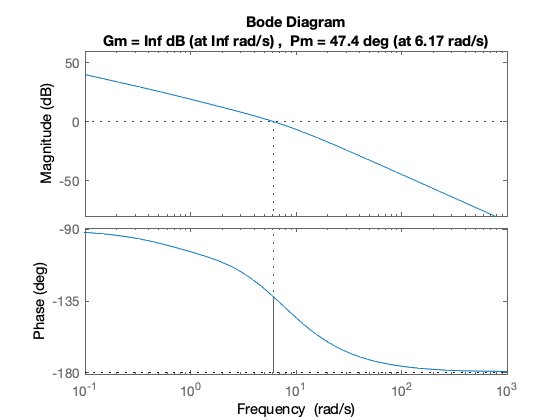 Bode Diagram
Gm = Inf dB (at Inf rad/s) , Pm = 47.4 deg (at 6.17 rad/s)
Magnitude (dB)
50
0
-50
Phase (deg)
-90
-135
-180
10^-1
10^0
10^1
10^2
10^3
Frequency (rad/s)